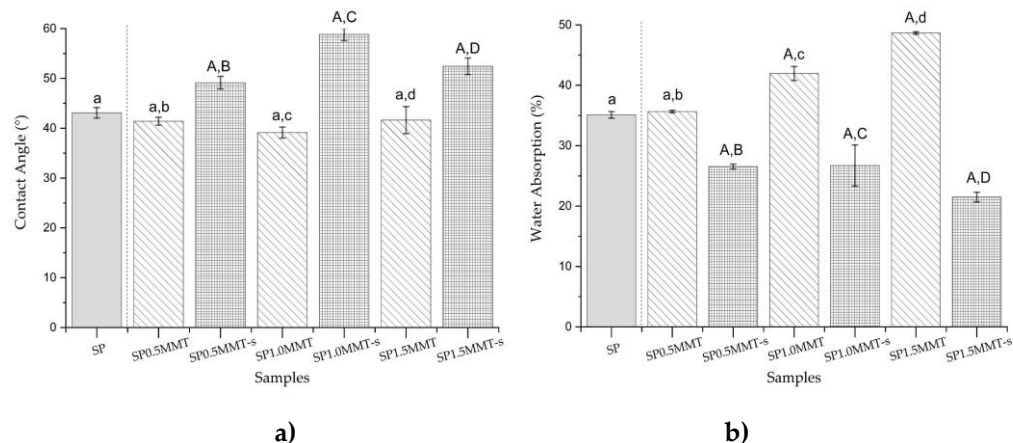 60
50
40
30
20
10
0
Contact Angle (°)
a
a,b
A,B
a,c
A,C
a,d
A,D
SP
SP0.5MMT
SP0.5MMT-s
SP1.0MMT
SP1.0MMT-s
SP1.5MMT
SP1.5MMT-s
Samples
a)
50
40
30
20
10
0
Water Absorption (%)
a
a,b
A,B
A,c
A,C
A,d
A,D
SP
SP0.5MMT
SP0.5MMT-s
SP1.0MMT
SP1.0MMT-s
SP1.5MMT
SP1.5MMT-s
Samples
b)